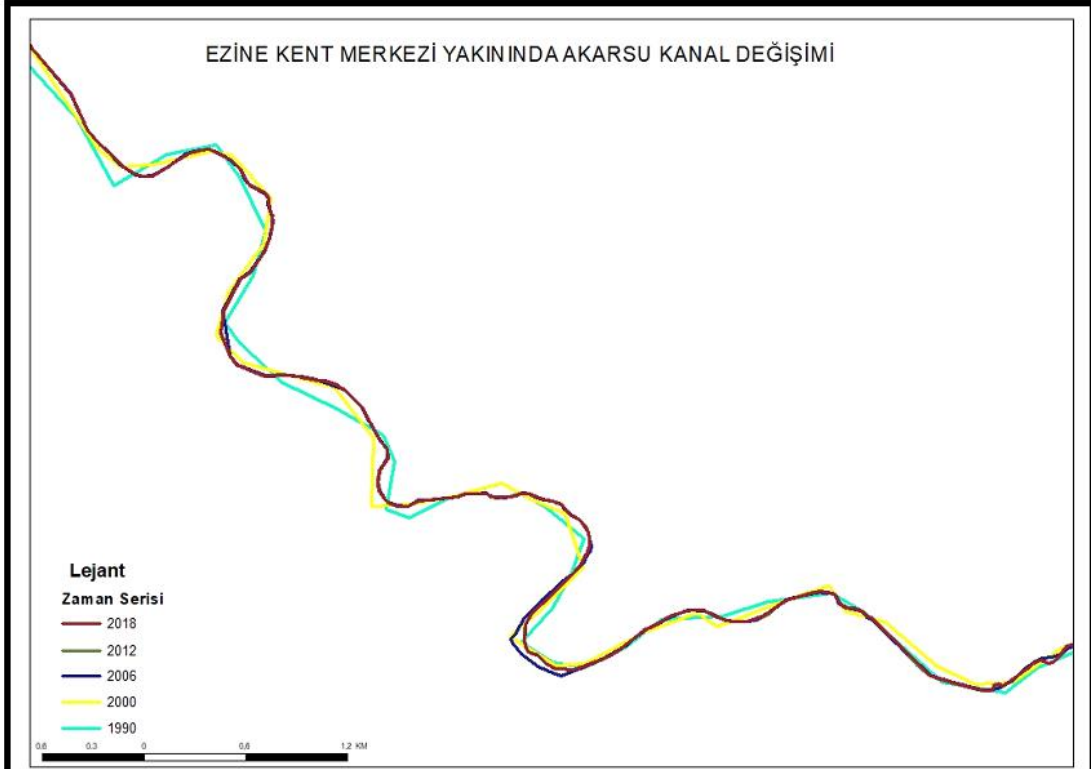 EZİNE KENT MERKEZİ YAKININDA AKARSU KANAL DEĞİŞİMİ
Lejant
Zaman Serisi
2018
2012
2006
2000
1990
0,6 0,3 0 0,6 1,2 KM